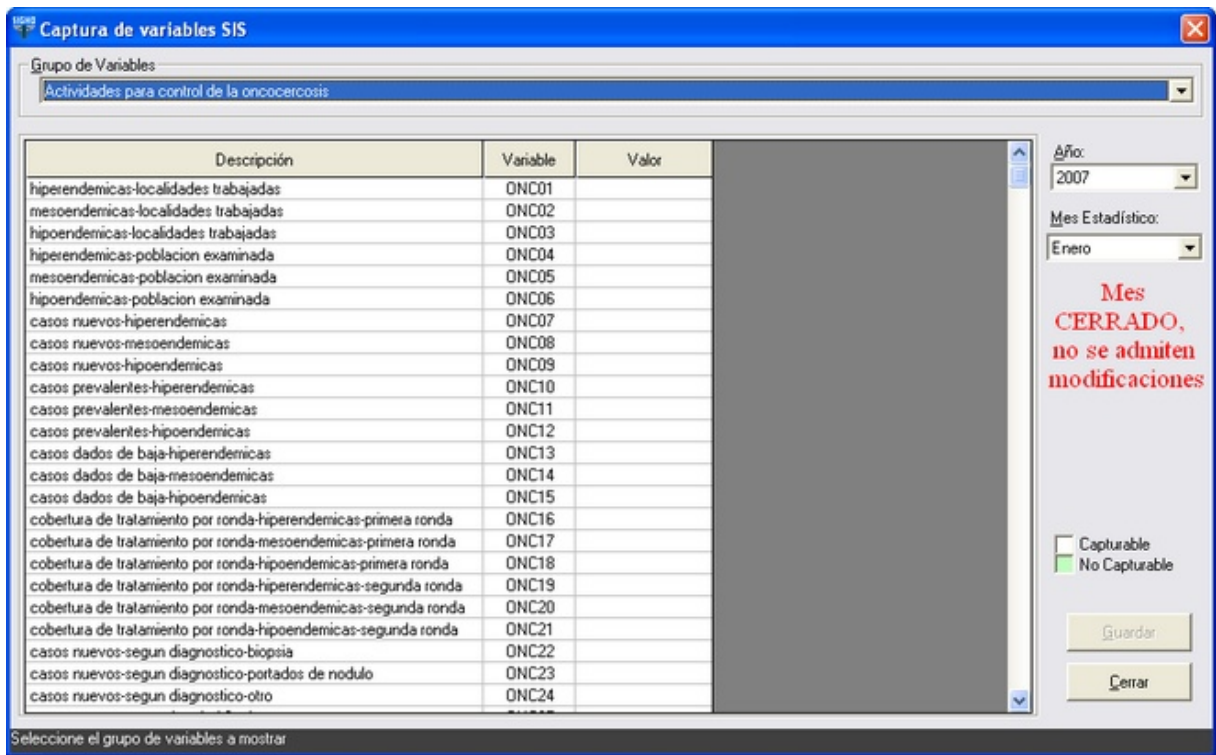 SIGHO
Captura de variables SIS
Grupo de Variables
Actividades para control de la oncocercosis
Descripción Variable Valor
hiperendemicas-localidades trabajadas ONC01
mesoendemicas-localidades trabajadas ONC02
hipoendemicas-localidades trabajadas ONC03
hiperendemicas-poblacion examinada ONC04
mesoendemicas-poblacion examinada ONC05
hipoendemicas-poblacion examinada ONC06
casos nuevos-hiperendemicas ONC07
casos nuevos-mesoendemicas ONC08
casos nuevos-hipoendemicas ONC09
casos prevalentes-hiperendemicas ONC10
casos prevalentes-mesoendemicas ONC11
casos prevalentes-hipoendemicas ONC12
casos dados de baja-hiperendemicas ONC13
casos dados de baja-mesoendemicas ONC14
casos dados de baja-hipoendemicas ONC15
cobertura de tratamiento por ronda-hiperendemicas-primera ronda ONC16
cobertura de tratamiento por ronda-mesoendemicas-primera ronda ONC17
cobertura de tratamiento por ronda-hipoendemicas-primera ronda ONC18
cobertura de tratamiento por ronda-hiperendemicas-segunda ronda ONC19
cobertura de tratamiento por ronda-mesoendemicas-segunda ronda ONC20
cobertura de tratamiento por ronda-hipoendemicas-segunda ronda ONC21
casos nuevos-segun diagnostico-biopsia ONC22
casos nuevos-segun diagnostico-portados de nodulo ONC23
casos nuevos-segun diagnostico-otro ONC24
Año:
2007
Mes Estadístico:
Enero
Mes
CERRADO,
no se admiten
modificaciones
Capturable
No Capturable
Guardar
Cerrar
Seleccione el grupo de variables a mostrar